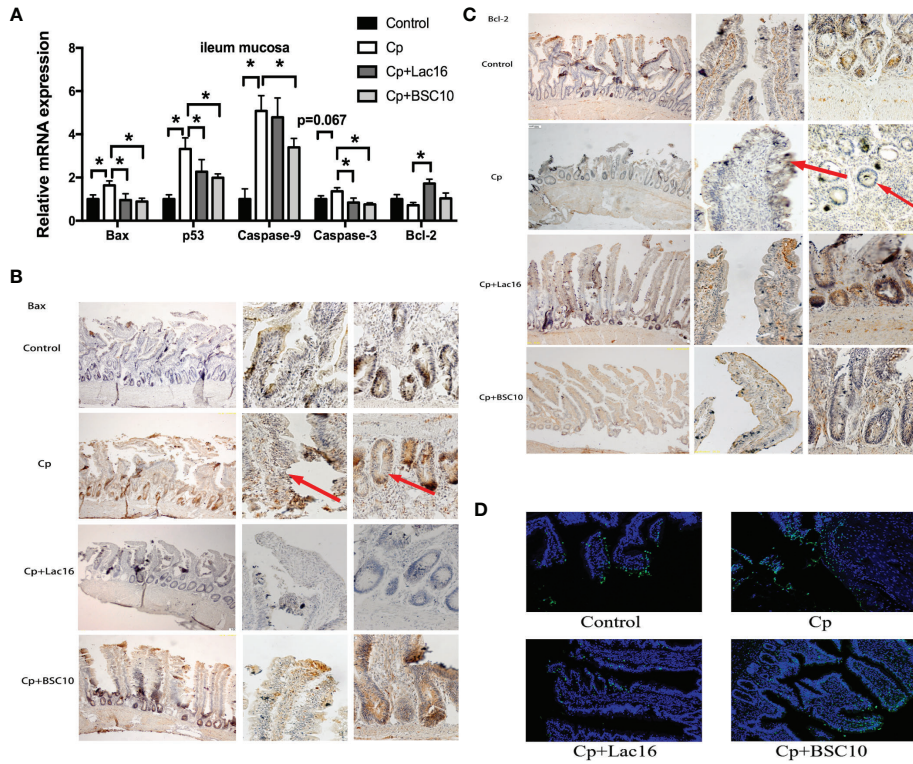 A
Relative mRNA expression
8
6
4
2
0
ileum mucosa
Control
Cp
Cp+Lac16
Cp+BSC10
* * *
* * *
* *
p=0.067
* *
*
Bax
p53
Caspase-9
Caspase-3
Bcl-2
B
Bax
Control
Cp
Cp+Lac16
Cp+BSC10
C
Bcl-2
Control
Cp
Cp+Lac16
Cp+BSC10
D
Control
Cp
Cp+Lac16
Cp+BSC10